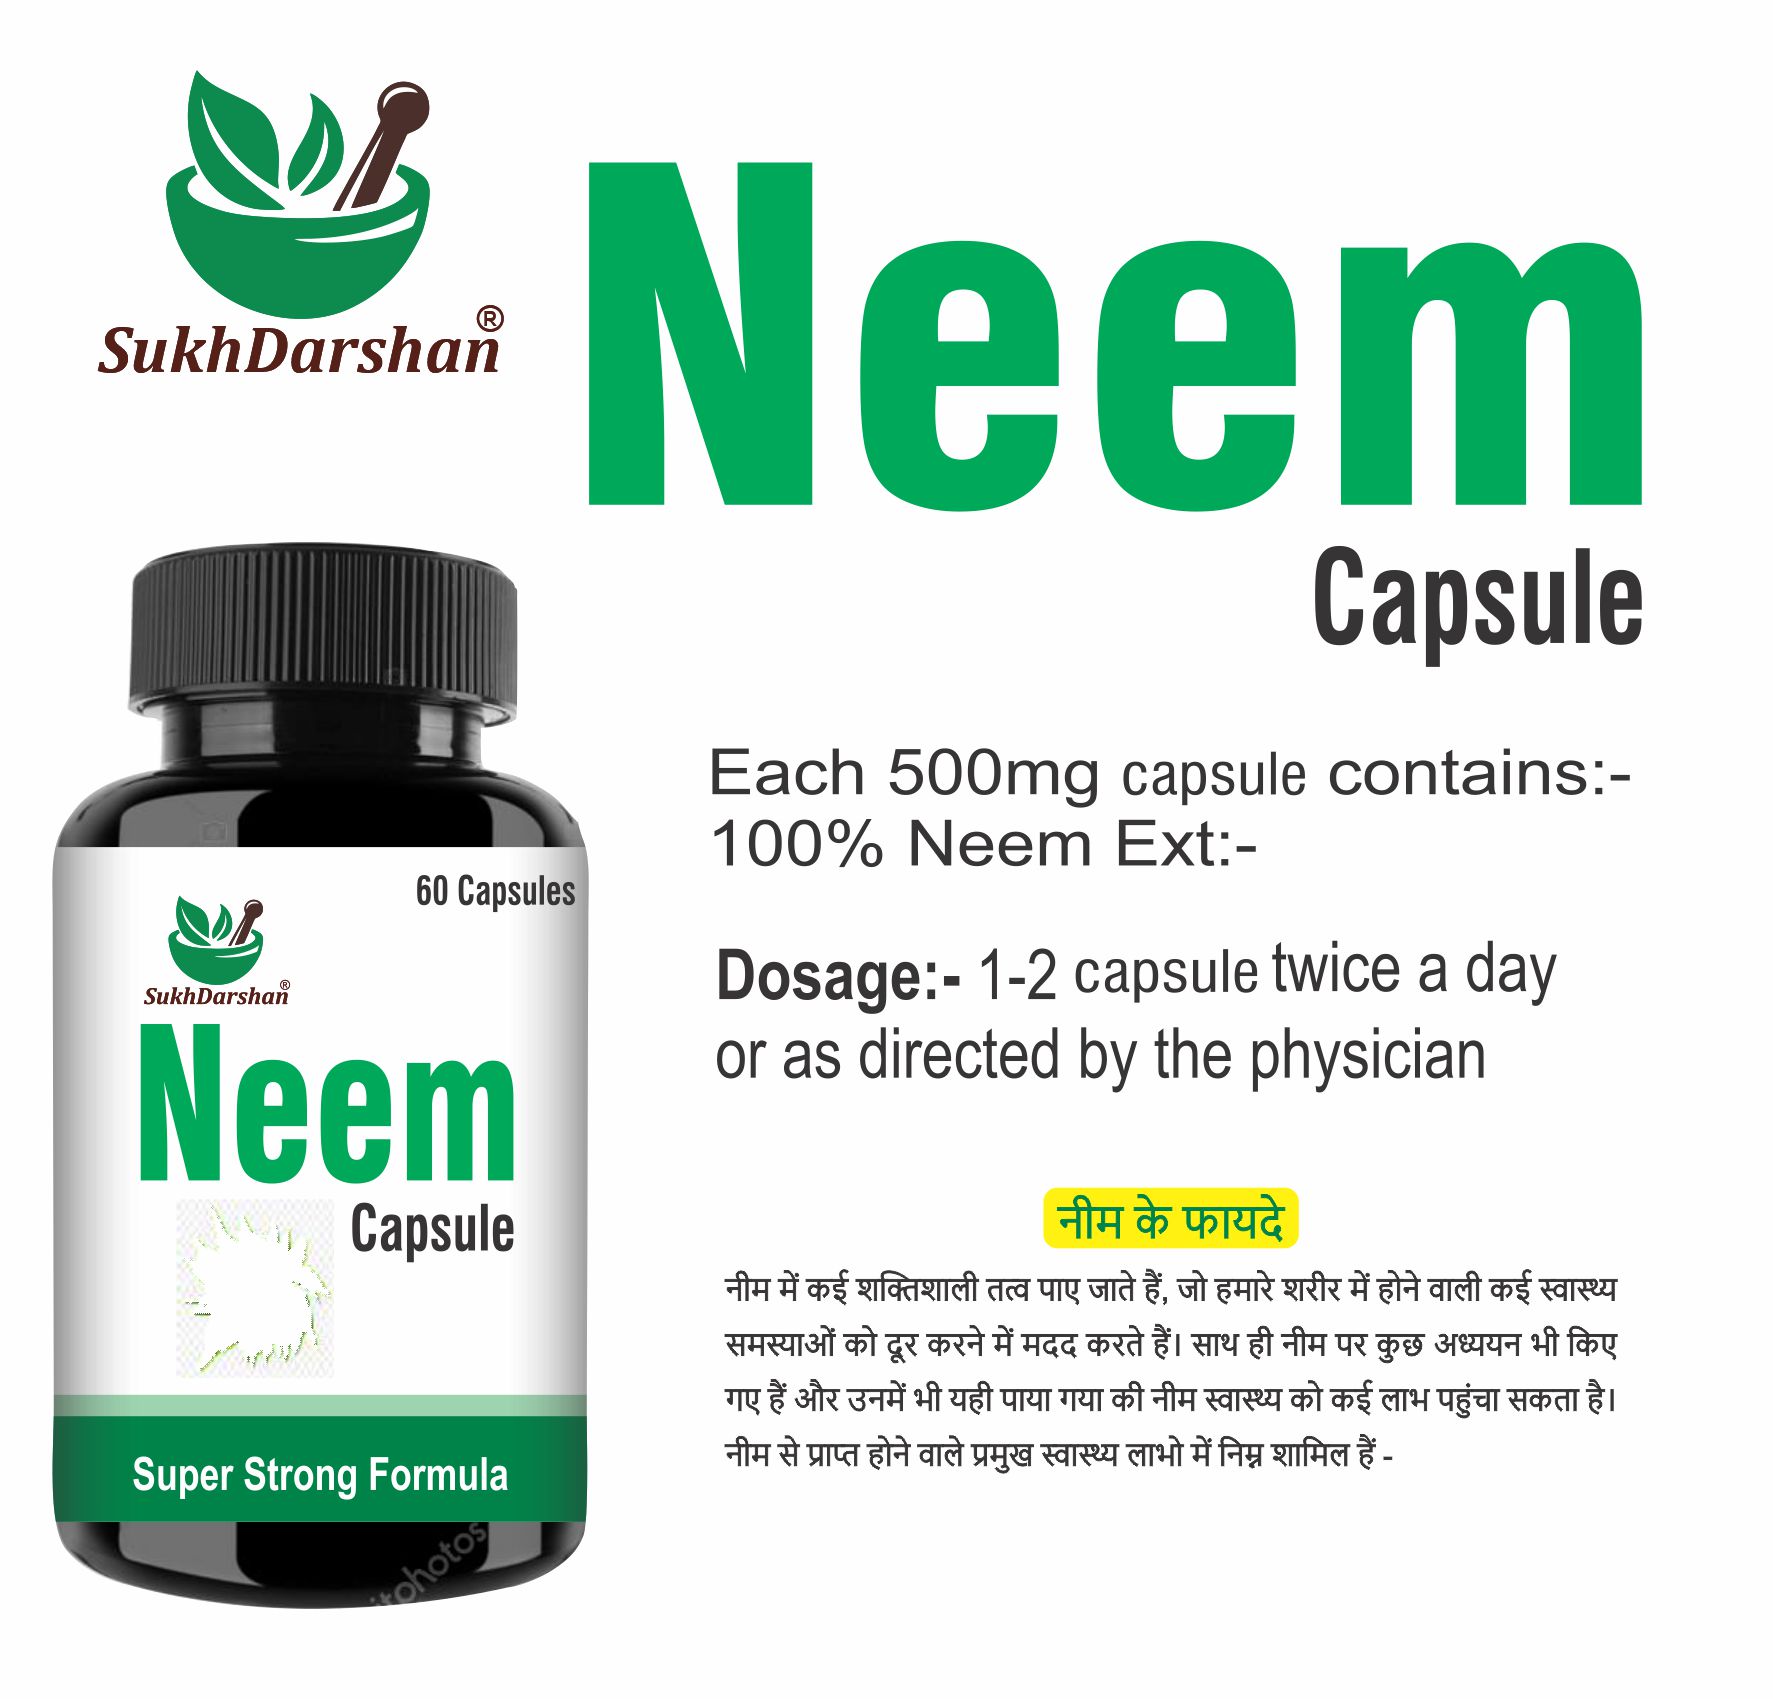 SukhDarshan®
Neem
Capsule
Each 500mg capsule contains:-
100% Neem Ext:-
Dosage:- 1-2 capsule twice a day
or as directed by the physician
नीम के फायदे
नीम में कई शक्तिशाली तत्व पाए जाते हैं, जो हमारे शरीर में होने वाली कई स्वास्थ्य
समस्याओं को दूर करने में मदद करते हैं। साथ ही नीम पर कुछ अध्ययन भी किए
गए हैं और उनमें भी यही पाया गया की नीम स्वास्थ्य को कई लाभ पहुंचा सकता है।
नीम से प्राप्त होने वाले प्रमुख स्वास्थ्य लाभो में निम्न शामिल हैं -
60 Capsules
SukhDarshan®
Neem
Capsule
Super Strong Formula